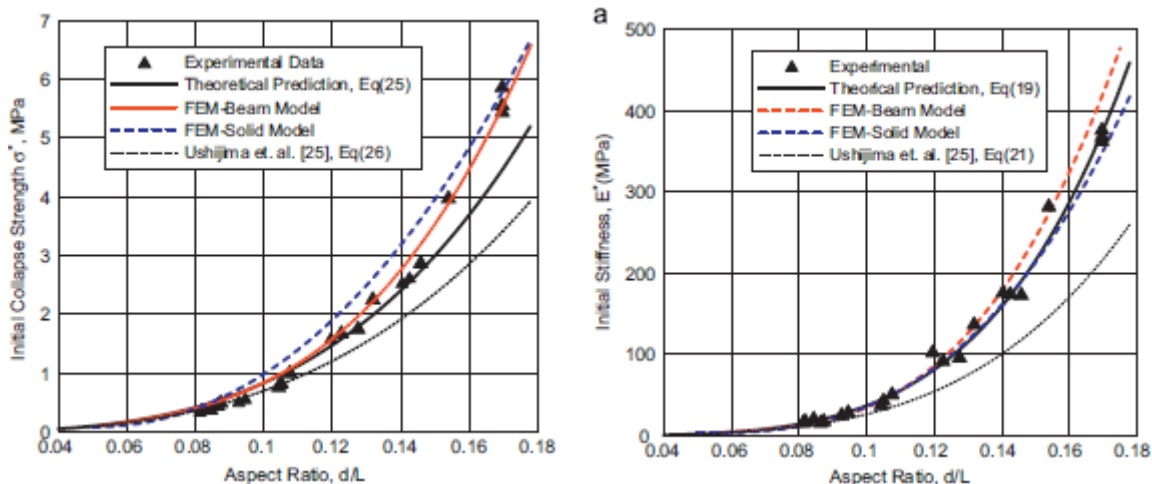 Initial Collapse Strength σ*, MPa
7
6
5
4
3
2
1
0
Experimental Data
Theoretical Prediction, Eq(25)
FEM-Beam Model
FEM-Solid Model
Ushijima et. al. [25], Eq(26)
0.04 0.06 0.08 0.1 0.12 0.14 0.16 0.18
Aspect Ratio, d/L
a
Initial Stiffness, E*(MPa)
500
400
300
200
100
0
Experimental
Theorical Prediction, Eq(19)
FEM-Beam Model
FEM-Solid Model
Ushijima et. al. [25], Eq(21)
0.04 0.06 0.08 0.1 0.12 0.14 0.16 0.18
Aspect Ratio, d/L